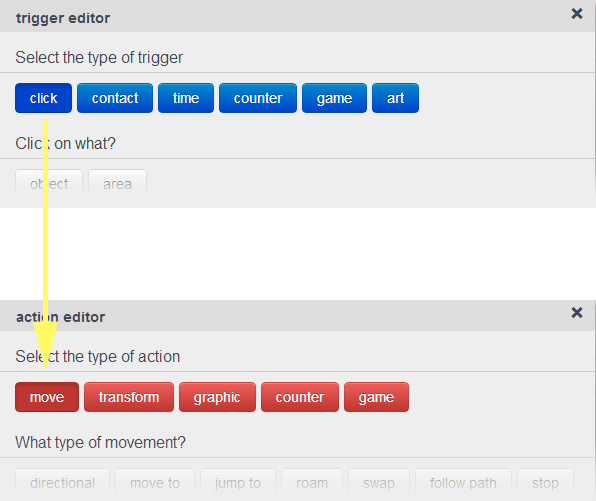 trigger editor
Select the type of trigger
click contact time counter game art
Click on what?
object area
action editor
Select the type of action
move transform graphic counter game
What type of movement?
directional move to jump to roam swap follow path stop